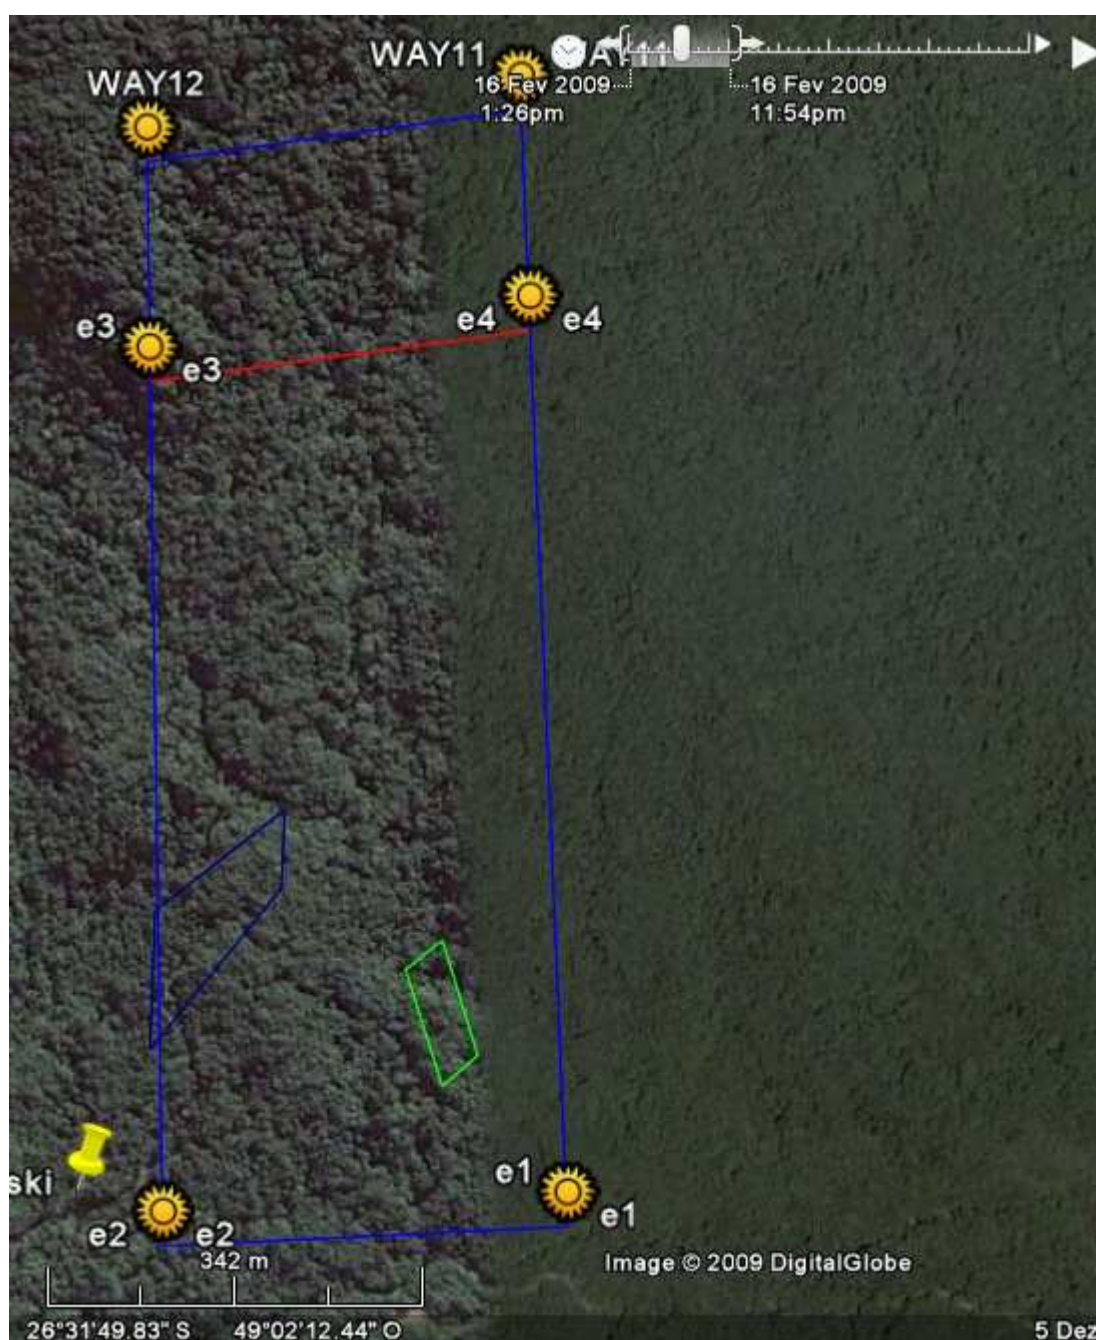 WAY11
WAY11
WAY12
16 Fev 2009
1:26pm
16 Fev 2009
11:54pm
e4
e4
e3
e3
e1
e1
ski
e2
e2
342 m
Image © 2009 DigitalGlobe
26°31'49.83" S
49°02'12.44" O
5 Dez